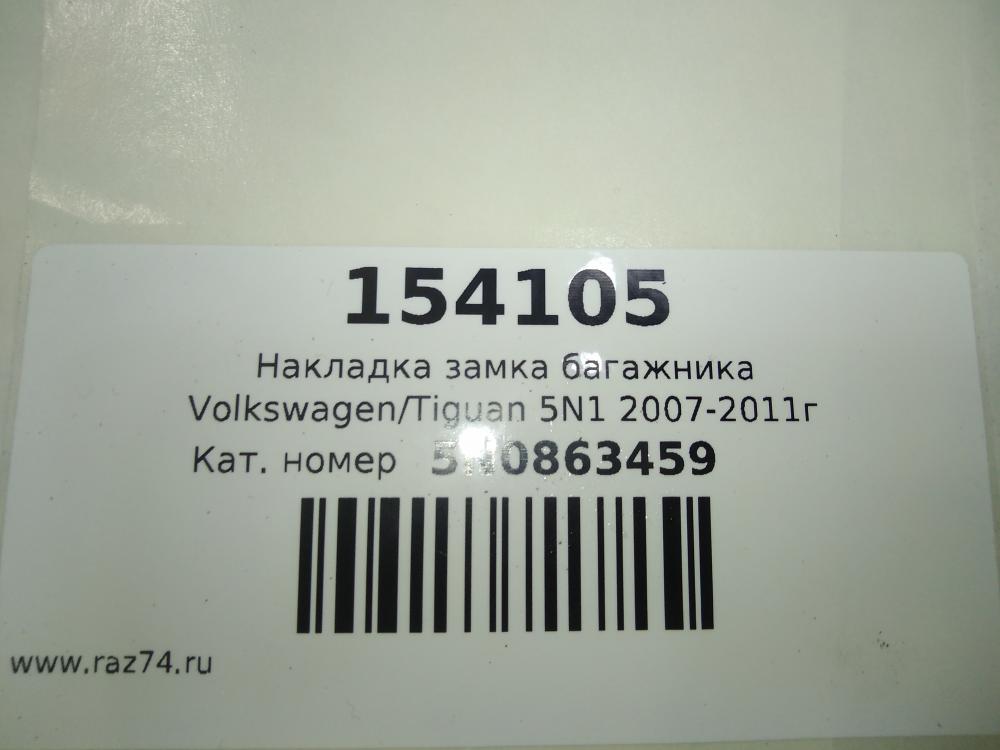 154105
Накладка замка багажника
Volkswagen/Tiguan 5N1 2007-2011г
Кат. номер 5N0863459
www.raz74.ru